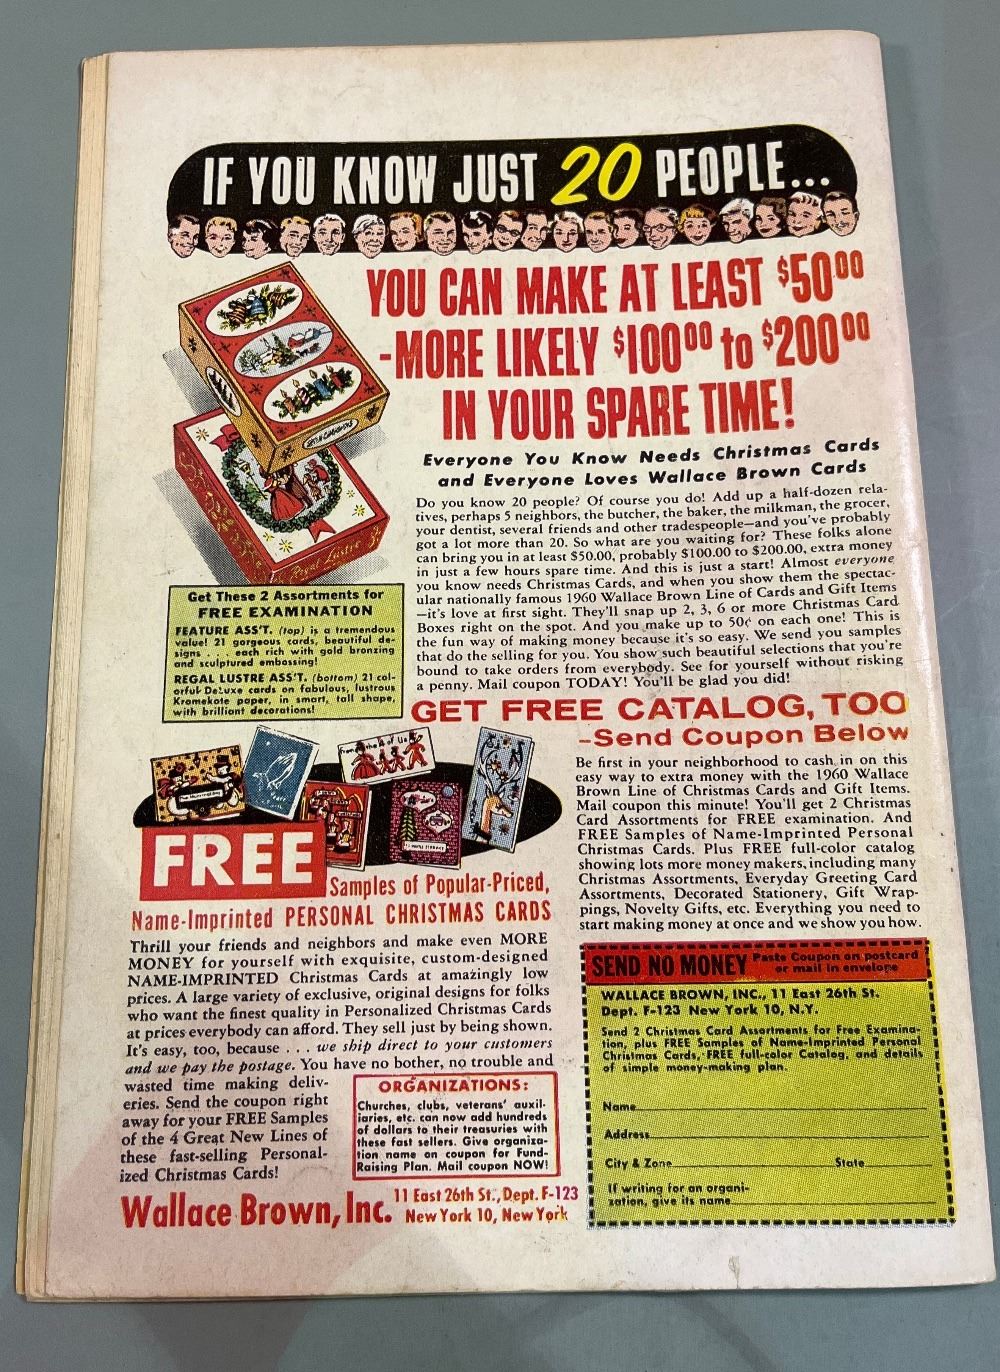 IF YOU KNOW JUST 20 PEOPLE...
YOU CAN MAKE AT LEAST $50⁰⁰
-MORE LIKELY $100⁰⁰ to $200⁰⁰
IN YOUR SPARE TIME!
Everyone You Know Needs Christmas Cards
and Everyone Loves Wallace Brown Cards
Do you know 20 people? Of course you do! Add up a half-dozen rela-
tives, perhaps 5 neighbors, the butcher, the baker, the milkman, the grocer,
your dentist, several friends and other tradespeople—and you've probably
got a lot more than 20. So what are you waiting for? These folks alone
can bring you in at least $50.00, probably $100.00 to $200.00, extra money
in just a few hours spare time. And this is just a start! Almost everyone
you know needs Christmas Cards, and when you show them the spectac-
ular nationally famous 1960 Wallace Brown Line of Cards and Gift Items
—it's love at first sight. They'll snap up 2, 3, 6 or more Christmas Card
Boxes right on the spot. And you make up to 50¢ on each one! This is
the fun way of making money because it's so easy. We send you samples
that do the selling for you. You show such beautiful selections that you're
bound to take orders from everybody. See for yourself without risking
a penny. Mail coupon TODAY! You'll be glad you did!
Royal Lustre
Get These 2 Assortments for
FREE EXAMINATION
FEATURE ASS'T. (top) is a tremendous
value! 21 gorgeous cards, beautiful de-
signs . . . each rich with gold bronzing
and sculptured embossing!
REGAL LUSTRE ASS'T. (bottom) 21 col-
orful DeLuxe cards on fabulous, lustrous
Kromekote paper, in smart, tall shape,
with brilliant decorations!
GET FREE CATALOG, TOO
-Send Coupon Below
Be first in your neighborhood to cash in on this
easy way to extra money with the 1960 Wallace
Brown Line of Christmas Cards and Gift Items.
Mail coupon this minute! You'll get 2 Christmas
Card Assortments for FREE examination. And
FREE Samples of Name-Imprinted Personal
Christmas Cards. Plus FREE full-color catalog
showing lots more money makers, including many
Christmas Assortments, Everyday Greeting Card
Assortments, Decorated Stationery, Gift Wrap-
pings, Novelty Gifts, etc. Everything you need to
start making money at once and we show you how.
From the 4 of Us
FREE
Samples of Popular-Priced,
Name-Imprinted PERSONAL CHRISTMAS CARDS
Thrill your friends and neighbors and make even MORE
MONEY for yourself with exquisite, custom-designed
NAME-IMPRINTED Christmas Cards at amazingly low
prices. A large variety of exclusive, original designs for folks
who want the finest quality in Personalized Christmas Cards
at prices everybody can afford. They sell just by being shown.
It's easy, too, because . . . we ship direct to your customers
and we pay the postage. You have no bother, no trouble and
wasted time making deliv-
eries. Send the coupon right
away for your FREE Samples
of the 4 Great New Lines of
these fast-selling Personal-
ized Christmas Cards!
ORGANIZATIONS:
Churches, clubs, veterans' auxil-
iaries, etc. can now add hundreds
of dollars to their treasuries with
these fast sellers. Give organiza-
tion name on coupon for Fund-
Raising Plan. Mail coupon NOW!
Wallace Brown, Inc.
11 East 26th St., Dept. F-123
New York 10, New York
SEND NO MONEY
Paste Coupon on postcard
or mail in envelope
WALLACE BROWN, INC., 11 East 26th St.
Dept. F-123 New York 10, N.Y.
Send 2 Christmas Card Assortments for Free Examina-
tion, plus FREE Samples of Name-Imprinted Personal
Christmas Cards, FREE full-color Catalog, and details
of simple money-making plan.
Name
Address
City & Zone State
If writing for an organi-
zation, give its name